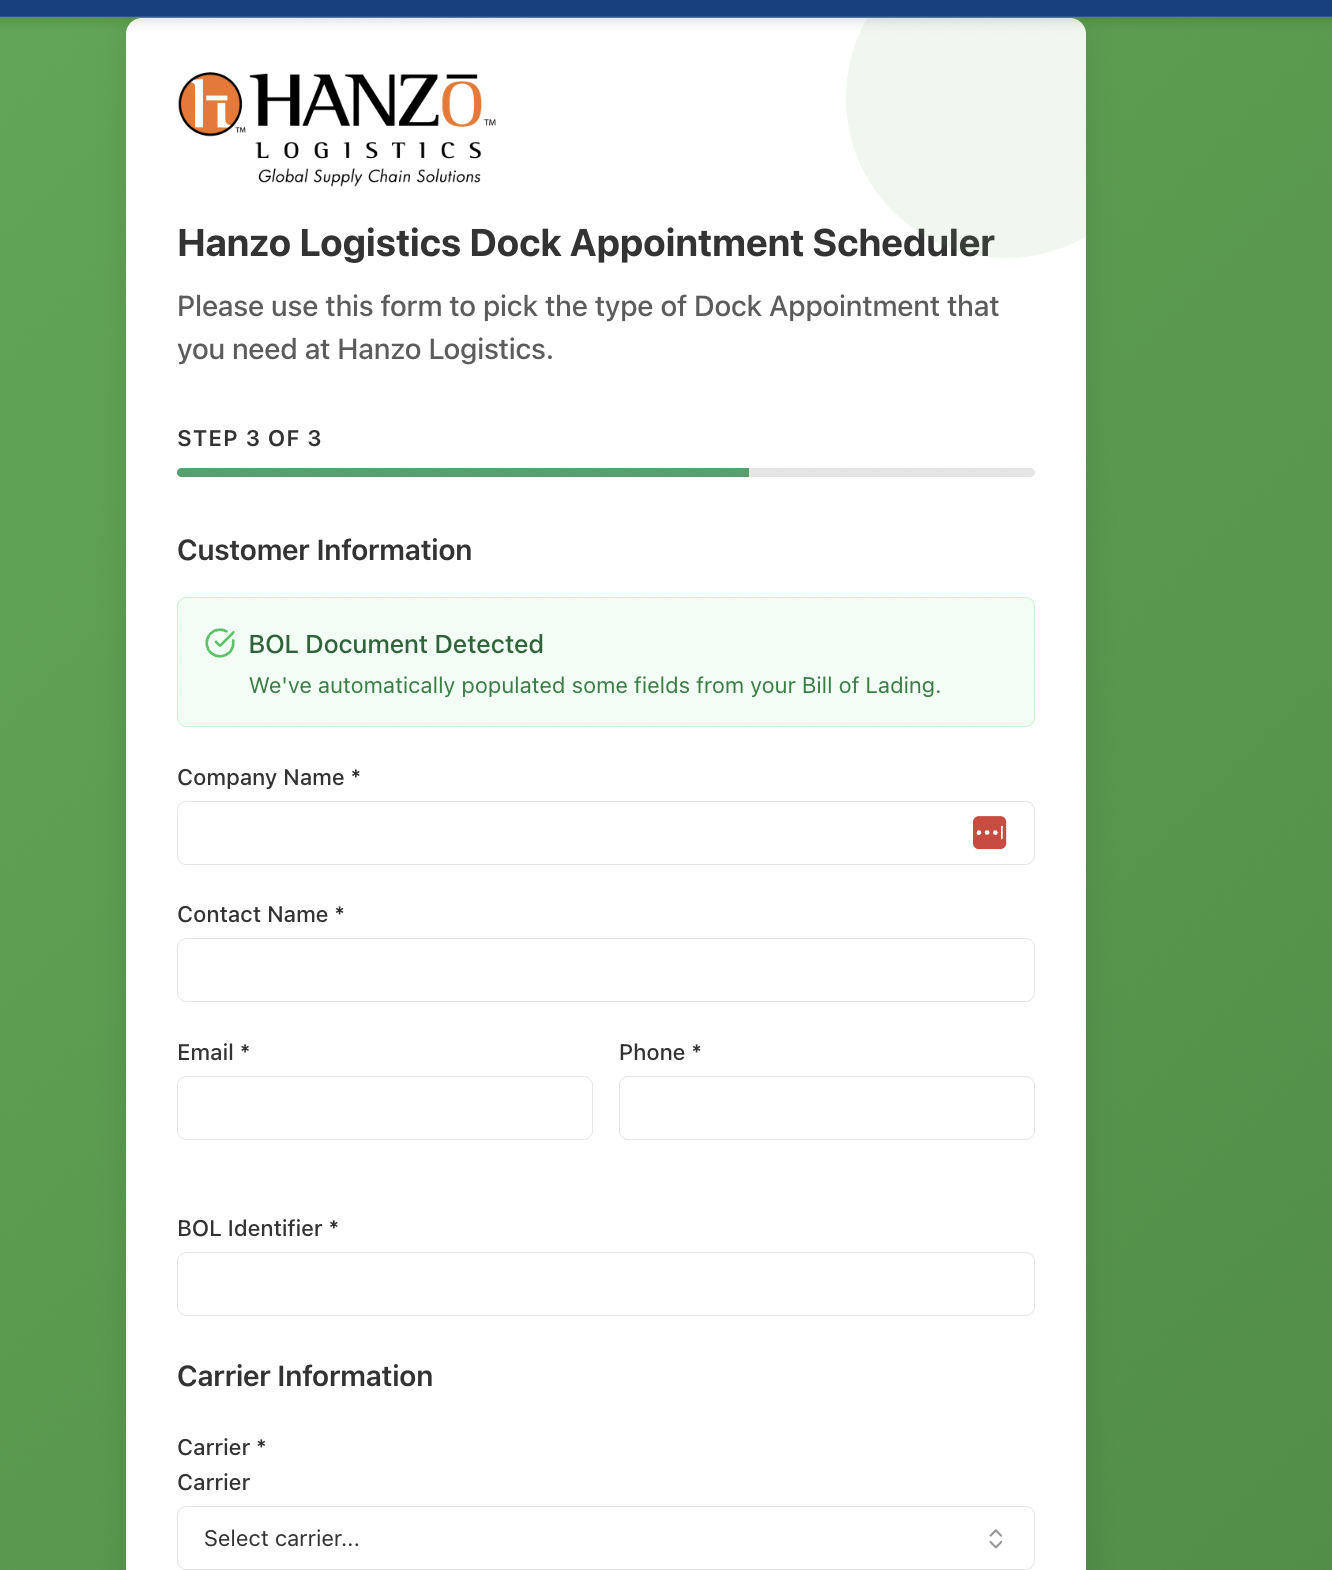 HANZŌ™
™
LOGISTICS
Global Supply Chain Solutions
Hanzo Logistics Dock Appointment Scheduler
Please use this form to pick the type of Dock Appointment that
you need at Hanzo Logistics.
STEP 3 OF 3
Customer Information
BOL Document Detected
We've automatically populated some fields from your Bill of Lading.
Company Name *
Contact Name *
Email * Phone *
BOL Identifier *
Carrier Information
Carrier *
Carrier
Select carrier...